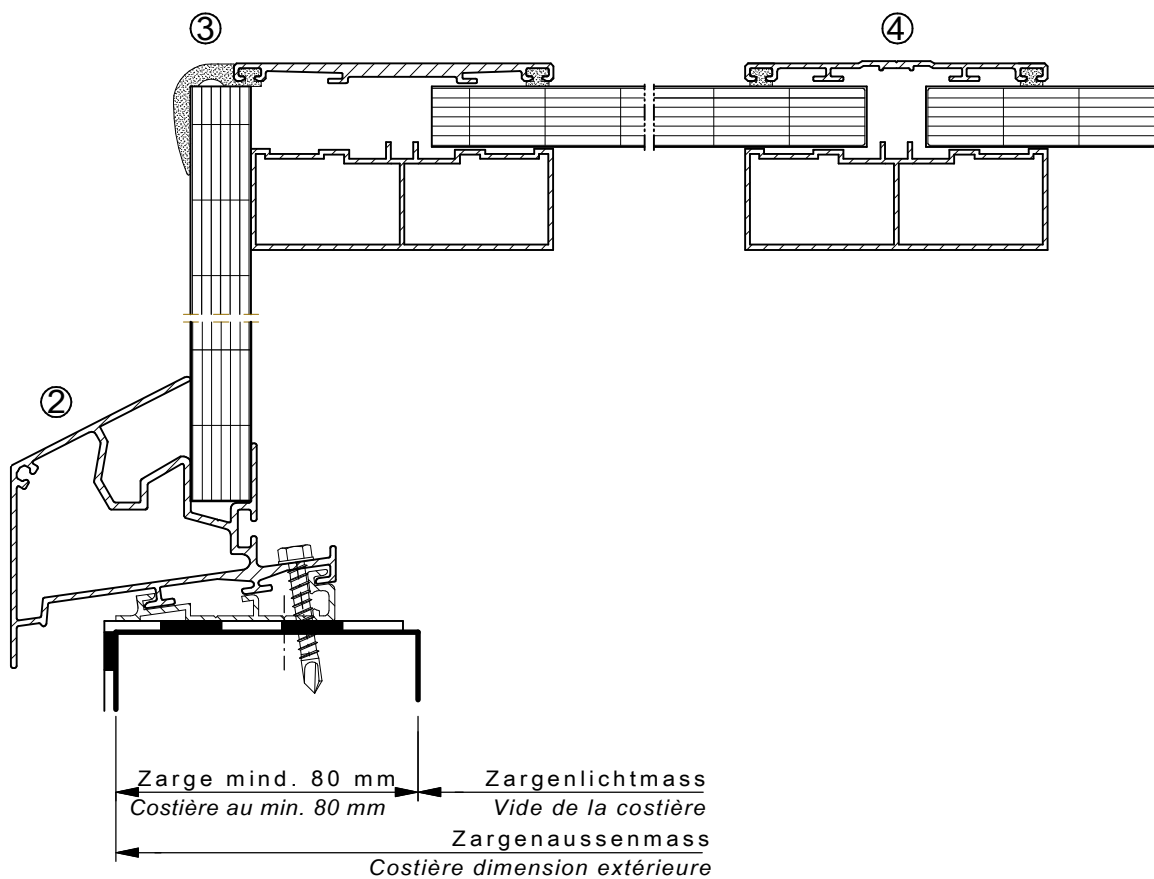 ③
④
②
Zarge mind. 80 mm
Costière au min. 80 mm
Zargenlichtmass
Vide de la costière
Zargenaussenmass
Costière dimension extérieure